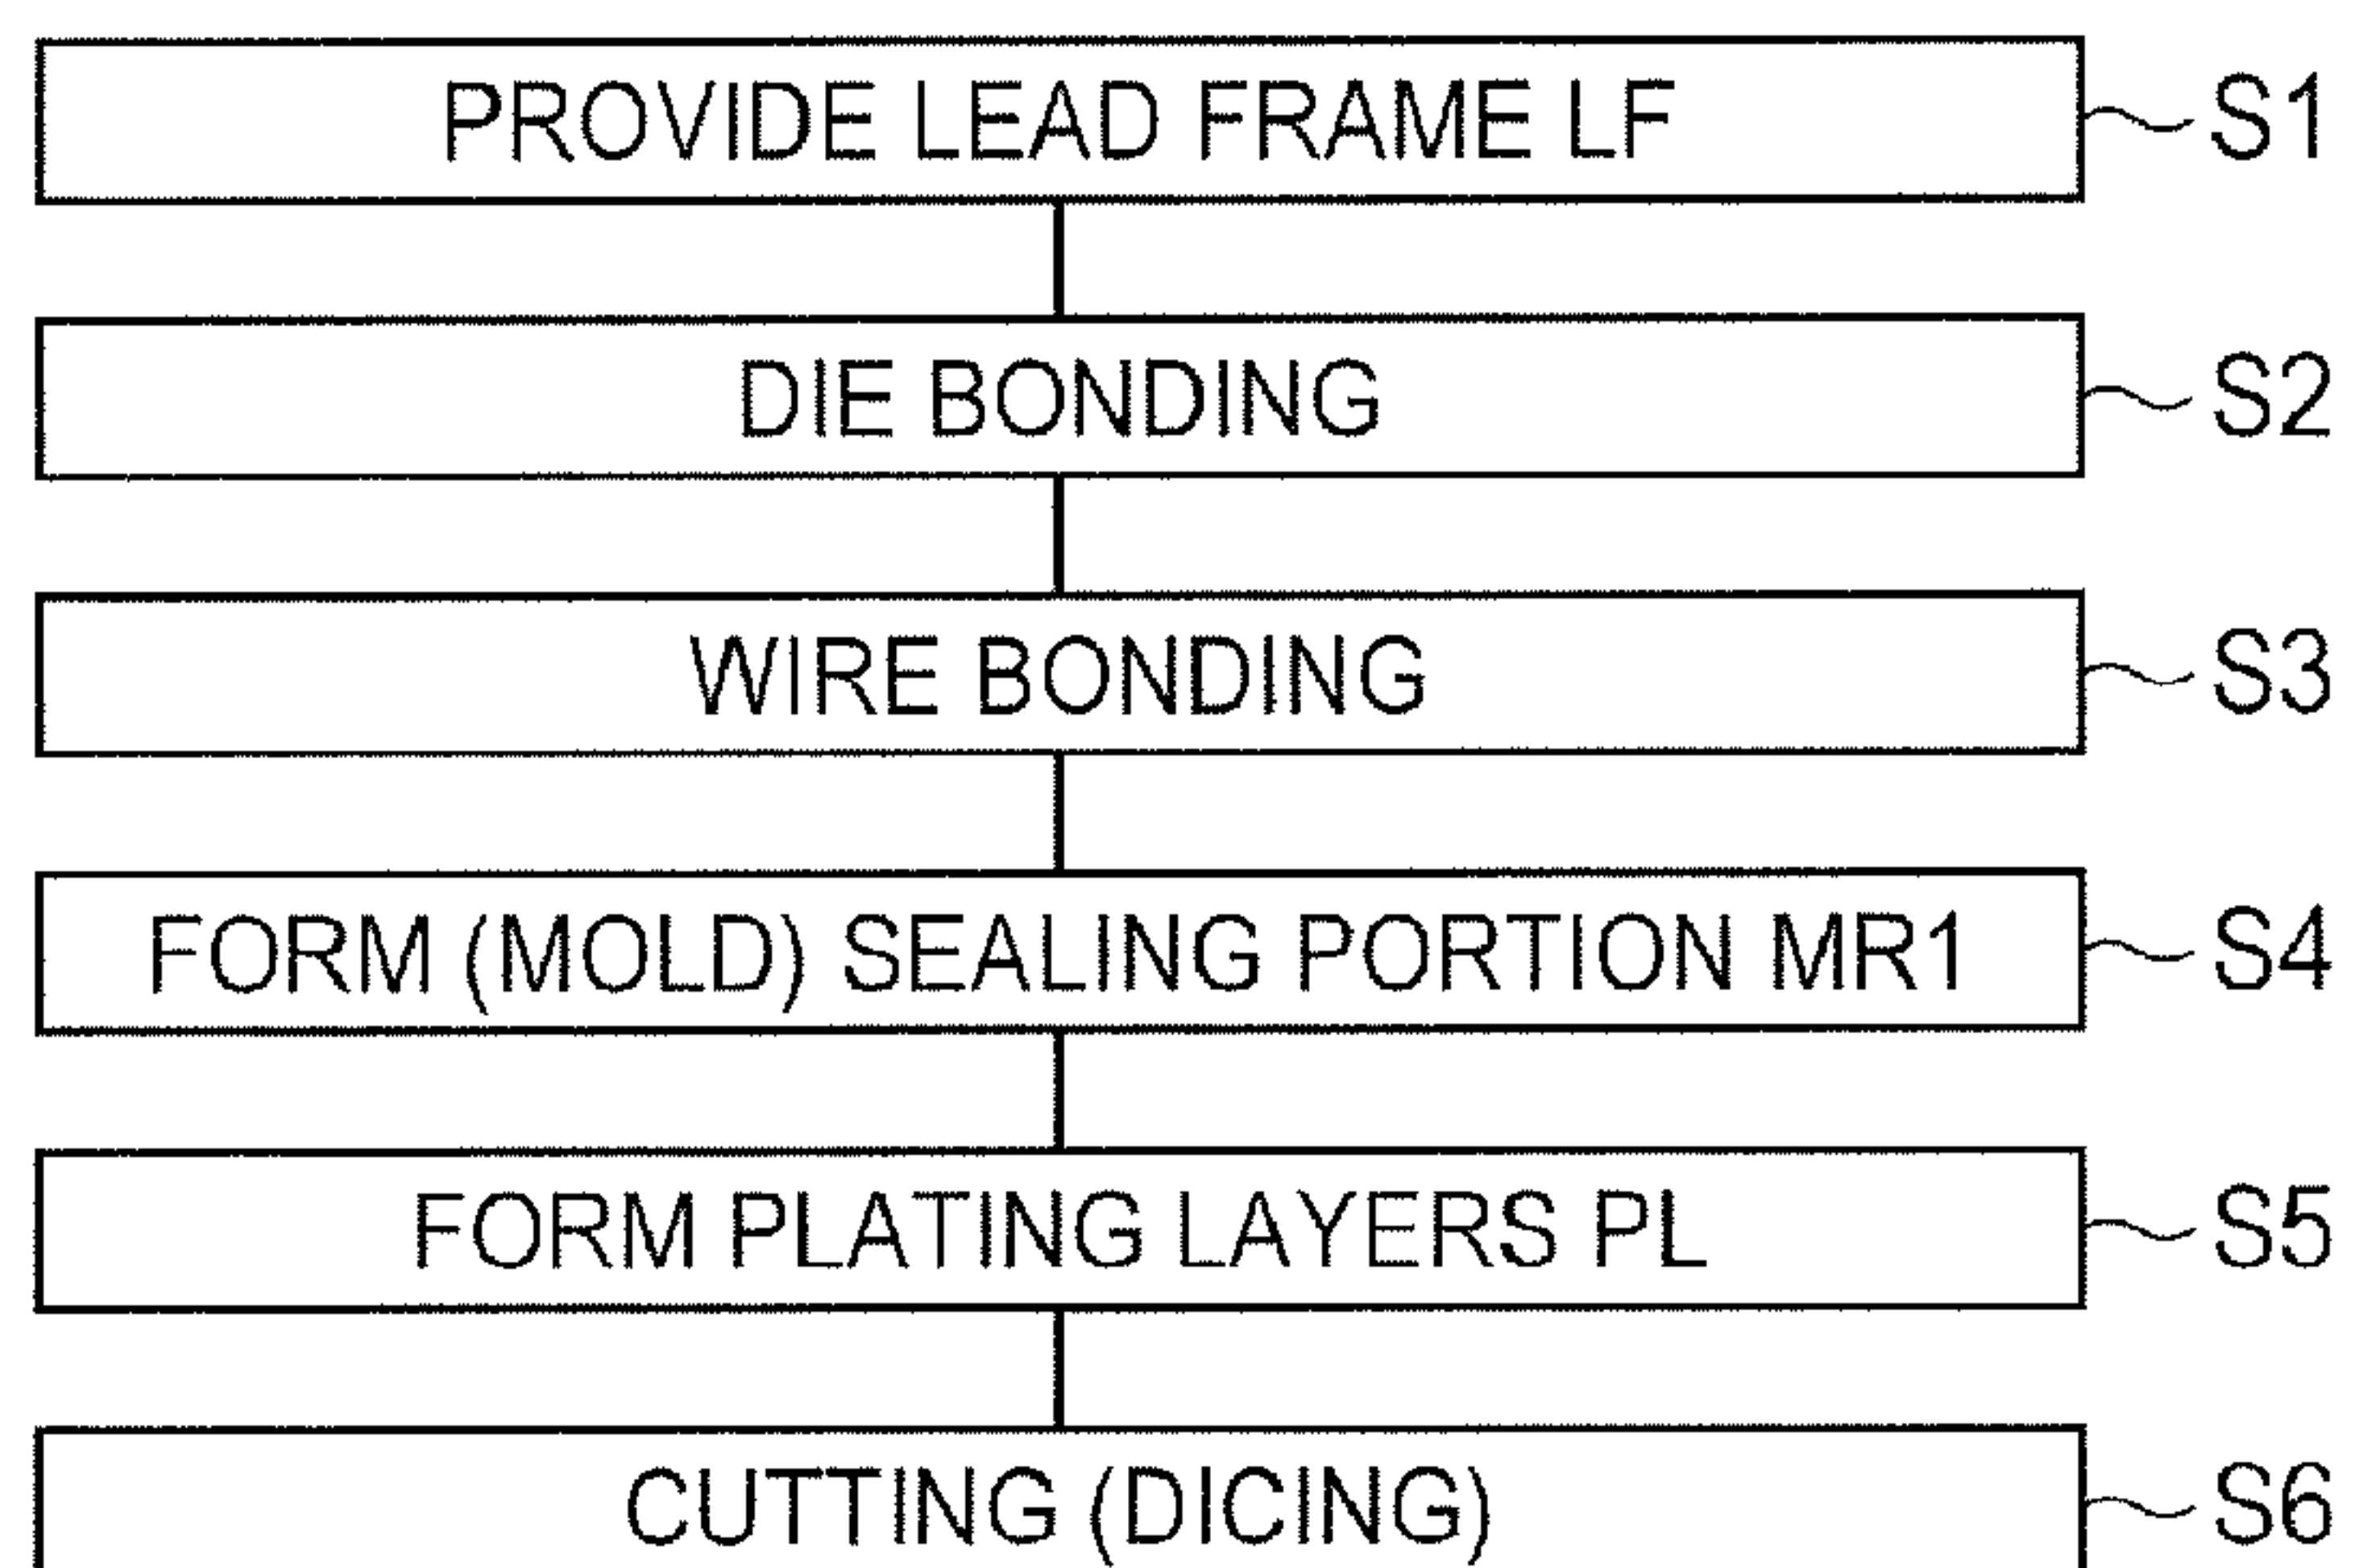 PROVIDE LEAD FRAME LF S1
DIE BONDING S2
WIRE BONDING S3
FORM (MOLD) SEALING PORTION MR1 S4
FORM PLATING LAYERS PL S5
CUTTING (DICING) S6